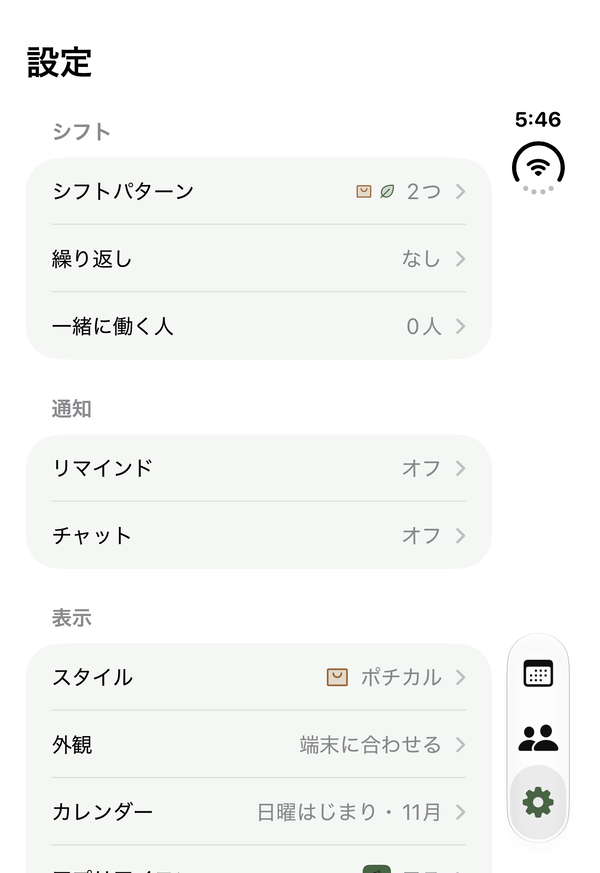 設定
5:46
シフト
シフトパターン 2つ
繰り返し なし
一緒に働く人 0人
通知
リマインド オフ
チャット オフ
表示
スタイル ポチカル
外観 端末に合わせる
カレンダー 日曜はじまり・11月